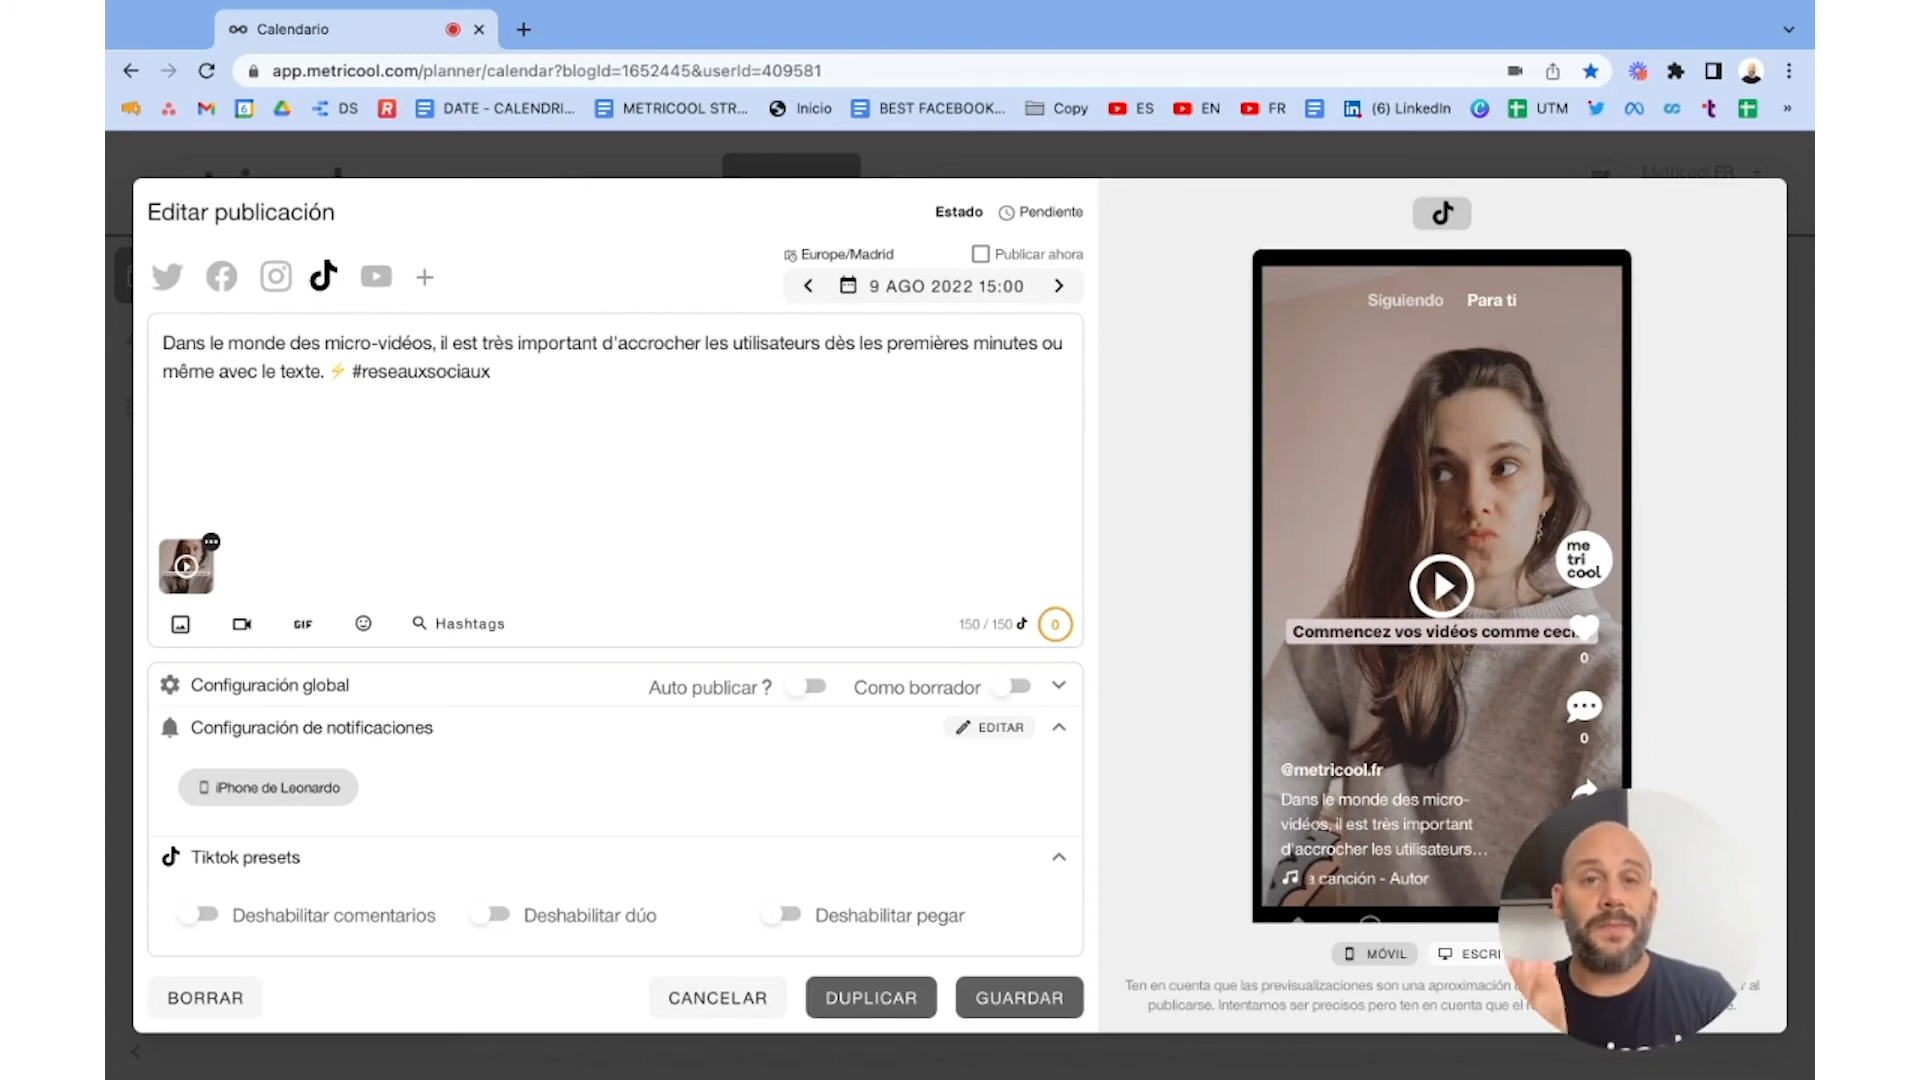 Calendario
app.metricool.com/planner/calendar?blogId=1652445&userId=409581
6 DS R DATE - CALENDRI... METRICOOL STR... Inicio BEST FACEBOOK... Copy ES EN FR (6) LinkedIn UTM »
Metricool FR
Editar publicación
Estado Pendiente
Europe/Madrid Publicar ahora
9 AGO 2022 15:00
Siguiendo Para ti
Dans le monde des micro-vidéos, il est très important d'accrocher les utilisateurs dès les premières minutes ou
même avec le texte. ⚡ #reseauxsociaux
me
tri
cool
GIF Hashtags
150 / 150 0
Commencez vos vidéos comme ceci
0
0
Configuración global Auto publicar ? Como borrador
Configuración de notificaciones EDITAR
iPhone de Leonardo
@metricool.fr
Dans le monde des micro-
vidéos, il est très important
d'accrocher les utilisateurs...
a canción - Autor
Tiktok presets
Deshabilitar comentarios Deshabilitar dúo Deshabilitar pegar
MÓVIL ESCRI
Ten en cuenta que las previsualizaciones son una aproximación al
publicarse. Intentamos ser precisos pero ten en cuenta que el
BORRAR CANCELAR DUPLICAR GUARDAR